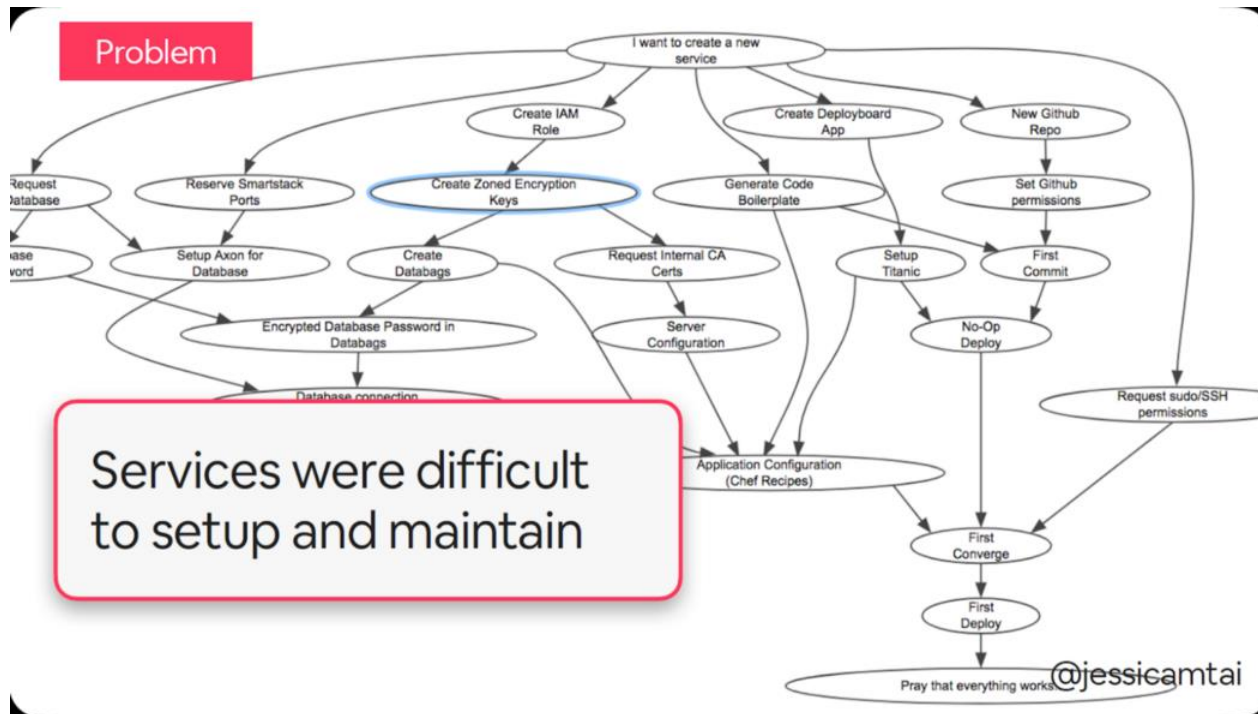 Problem
I want to create a new
service
Create IAM
Role
Create Deployboard
App
New Github
Repo
Request
Database
Reserve Smartstack
Ports
Create Zoned Encryption
Keys
Generate Code
Boilerplate
Set Github
permissions
Setup Axon for
Database
Create
Databags
Request Internal CA
Certs
Setup
Titanic
First
Commit
Encrypted Database Password in
Databags
Server
Configuration
No-Op
Deploy
Database connection
Request sudo/SSH
permissions
Services were difficult
to setup and maintain
Application Configuration
(Chef Recipes)
First
Converge
First
Deploy
Pray that everything works.
@jessicamtai